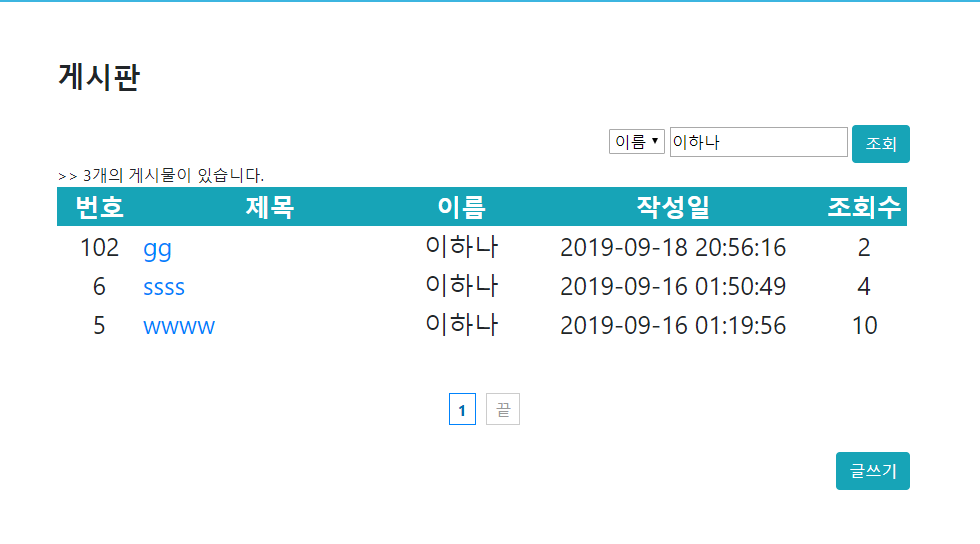 게시판
이름 이하나 조회
>> 3개의 게시물이 있습니다.
번호 제목 이름 작성일 조회수
102 gg 이하나 2019-09-18 20:56:16 2
6 ssss 이하나 2019-09-16 01:50:49 4
5 wwww 이하나 2019-09-16 01:19:56 10
1 끝
글쓰기